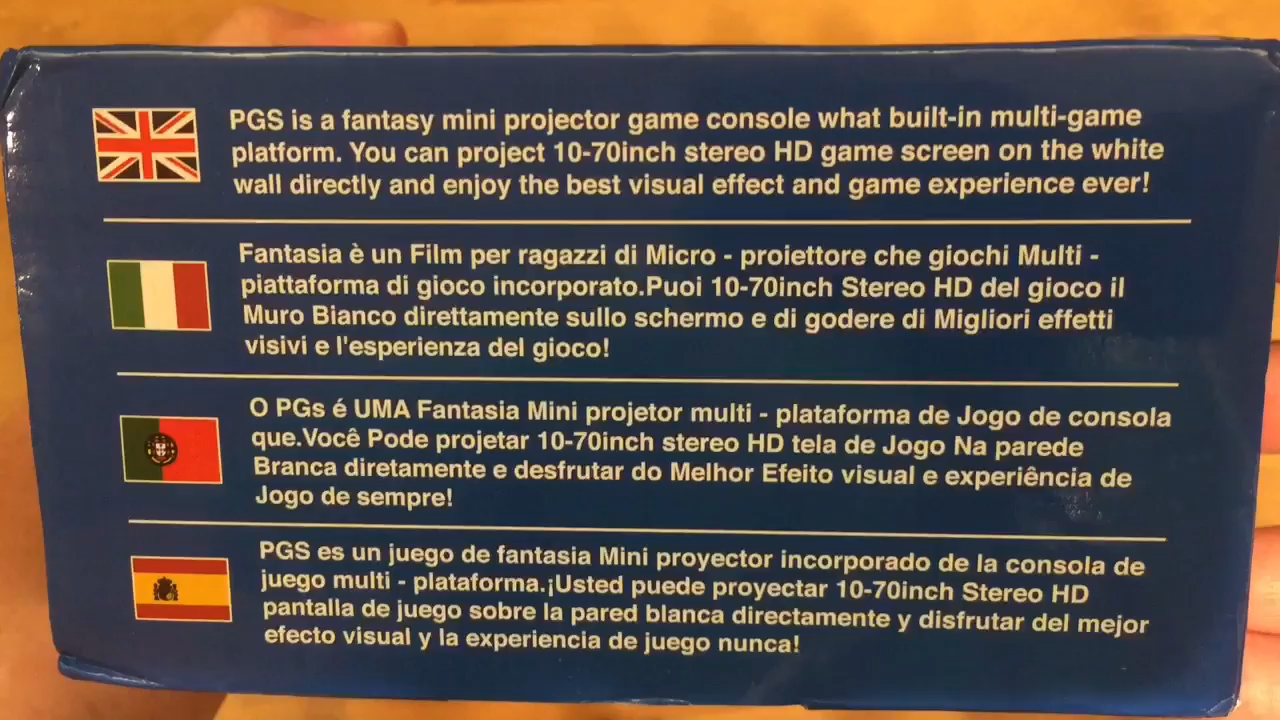 PGS is a fantasy mini projector game console what built-in multi-game
platform. You can project 10-70inch stereo HD game screen on the white
wall directly and enjoy the best visual effect and game experience ever!
Fantasia è un Film per ragazzi di Micro - proiettore che giochi Multi -
piattaforma di gioco incorporato.Puoi 10-70inch Stereo HD del gioco il
Muro Bianco direttamente sullo schermo e di godere di Migliori effetti
visivi e l'esperienza del gioco!
O PGs é UMA Fantasia Mini projetor multi - plataforma de Jogo de consola
que.Você Pode projetar 10-70inch stereo HD tela de Jogo Na parede
Branca diretamente e desfrutar do Melhor Efeito visual e experiência de
Jogo de sempre!
PGS es un juego de fantasia Mini proyector incorporado de la consola de
juego multi - plataforma.¡Usted puede proyectar 10-70inch Stereo HD
pantalla de juego sobre la pared blanca directamente y disfrutar del mejor
efecto visual y la experiencia de juego nunca!